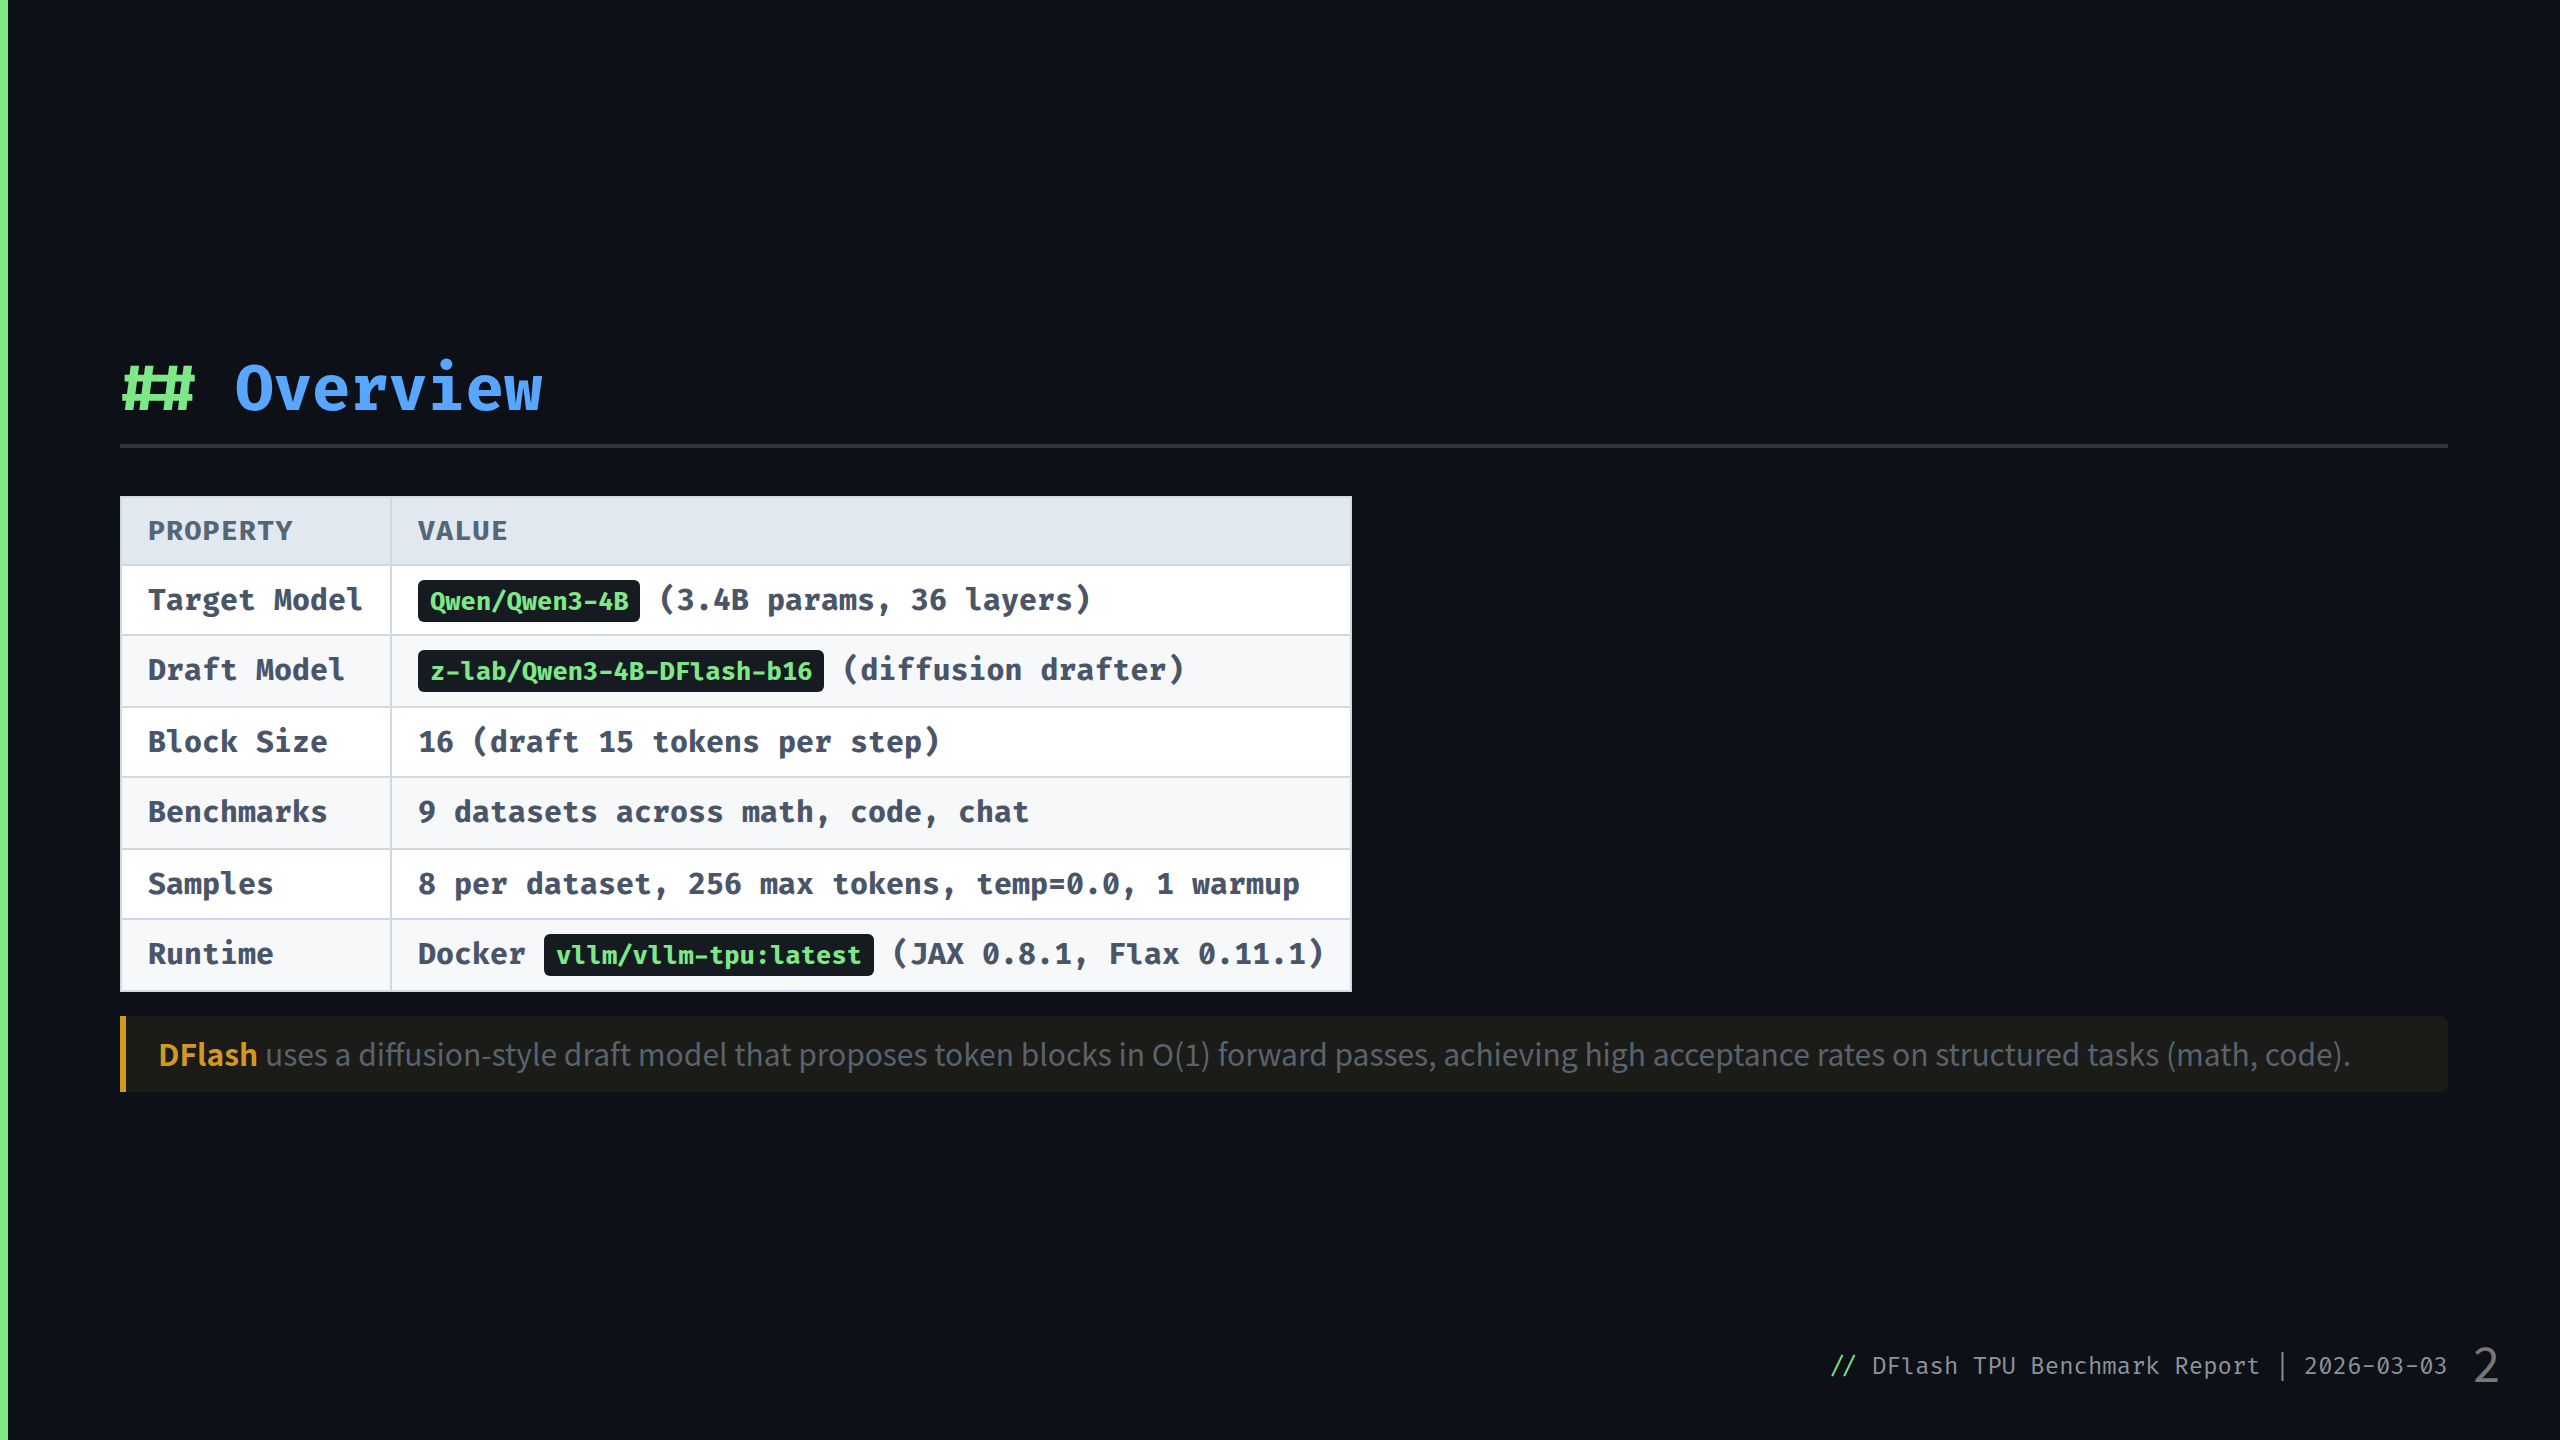 ## Overview
PROPERTY VALUE
Target Model Qwen/Qwen3-4B (3.4B params, 36 layers)
Draft Model z-lab/Qwen3-4B-DFlash-b16 (diffusion drafter)
Block Size 16 (draft 15 tokens per step)
Benchmarks 9 datasets across math, code, chat
Samples 8 per dataset, 256 max tokens, temp=0.0, 1 warmup
Runtime Docker vllm/vllm-tpu:latest (JAX 0.8.1, Flax 0.11.1)
DFlash uses a diffusion-style draft model that proposes token blocks in O(1) forward passes, achieving high acceptance rates on structured tasks (math, code).
// DFlash TPU Benchmark Report | 2026-03-03 2